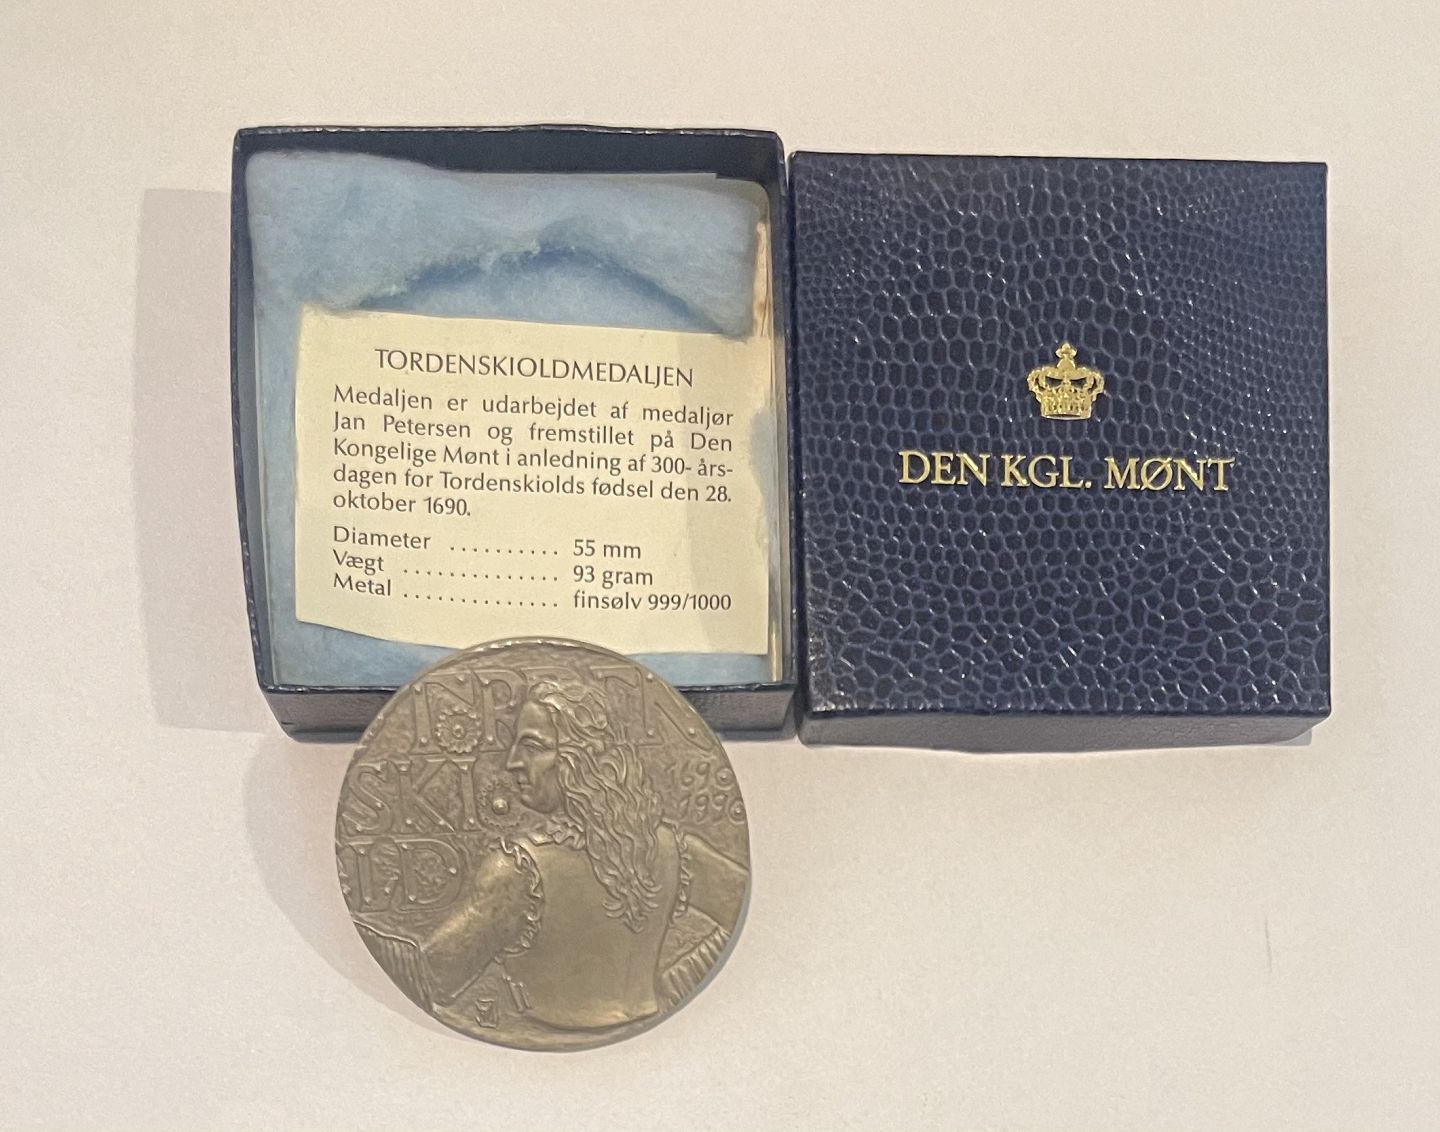 TORDENSKIOLDMEDALJEN
Medaljen er udarbejdet af medaljør
Jan Petersen og fremstillet på Den
Kongelige Mønt i anledning af 300-års-
dagen for Tordenskiolds fødsel den 28.
oktober 1690.
Diameter .......... 55 mm
Vægt .............. 93 gram
Metal .............. finsølv 999/1000
DEN KGL. MØNT
SKI
LD
1690
1990